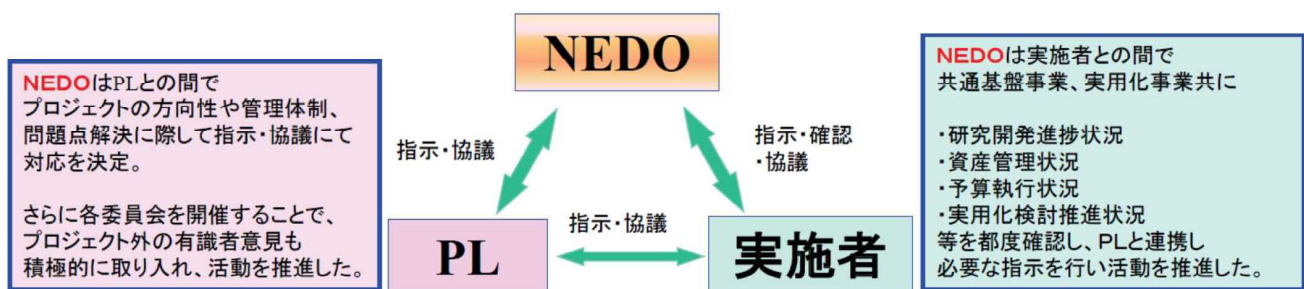 NEDO
NEDOはPLとの間で
プロジェクトの方向性や管理体制、
問題点解決に際して指示・協議にて
対応を決定。
さらに各委員会を開催することで、
プロジェクト外の有識者意見も
積極的に取り入れ、活動を推進した。
指示・協議
指示・確認
・協議
指示・協議
PL
実施者
NEDOは実施者との間で
共通基盤事業、実用化事業共に
・研究開発進捗状況
・資産管理状況
・予算執行状況
・実用化検討推進状況
等を都度確認し、PLと連携し
必要な指示を行い活動を推進した。